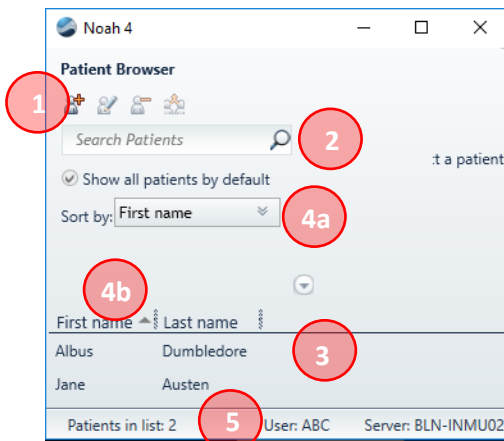 Noah 4
Patient Browser
1
Search Patients
2
:t a patient
Show all patients by default
Sort by: First name
4a
4b
First name Last name
Albus Dumbledore
3
Jane Austen
Patients in list: 2
5
User: ABC
Server: BLN-INMU02